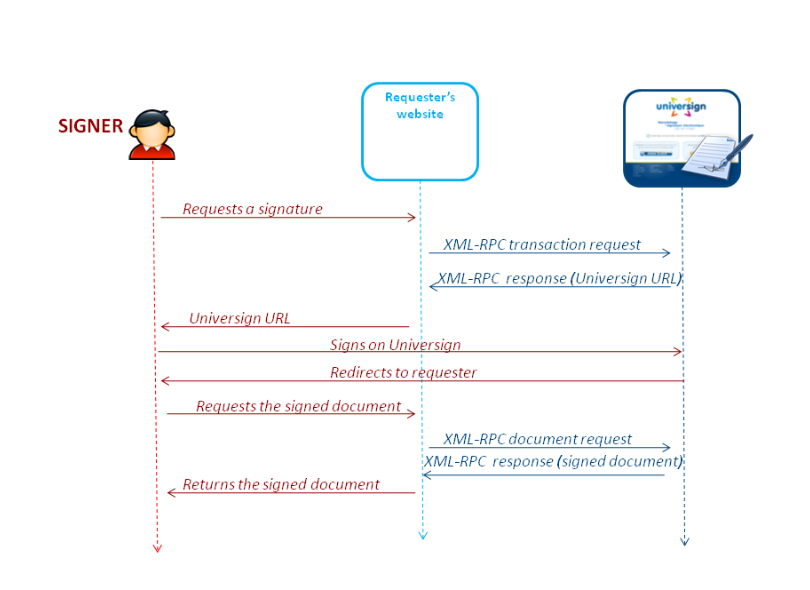 Requester's
website
universign
SIGNER
Requests a signature
XML-RPC transaction request
XML-RPC response (Universign URL)
Universign URL
Signs on Universign
Redirects to requester
Requests the signed document
XML-RPC document request
XML-RPC response (signed document)
Returns the signed document